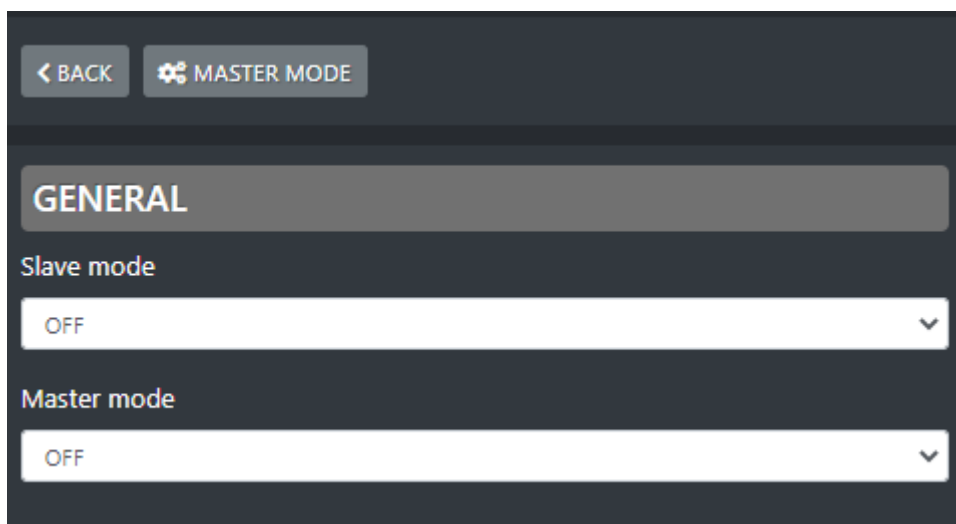 BACK MASTER MODE
GENERAL
Slave mode
OFF
Master mode
OFF